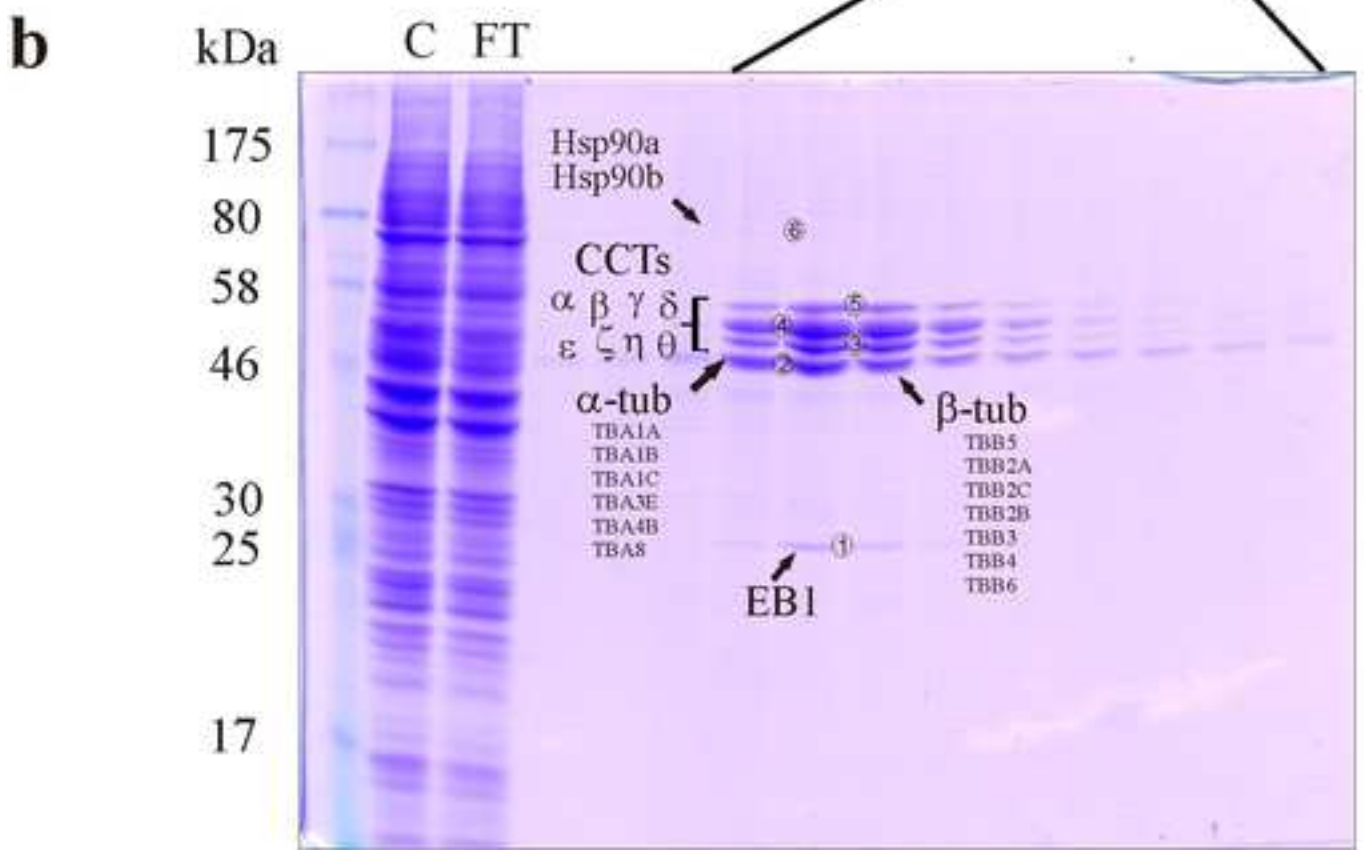 b
kDa
C FT
175
80
58
46
30
25
17
Hsp90a
Hsp90b
CCTs
α β γ δ
ε ζ η θ
α-tub
TBA1A
TBA1B
TBA1C
TBA3E
TBA4B
TBA8
β-tub
TBB5
TBB2A
TBB2C
TBB2B
TBB3
TBB4
TBB6
EB1
⑥
⑤
④
③
②
①